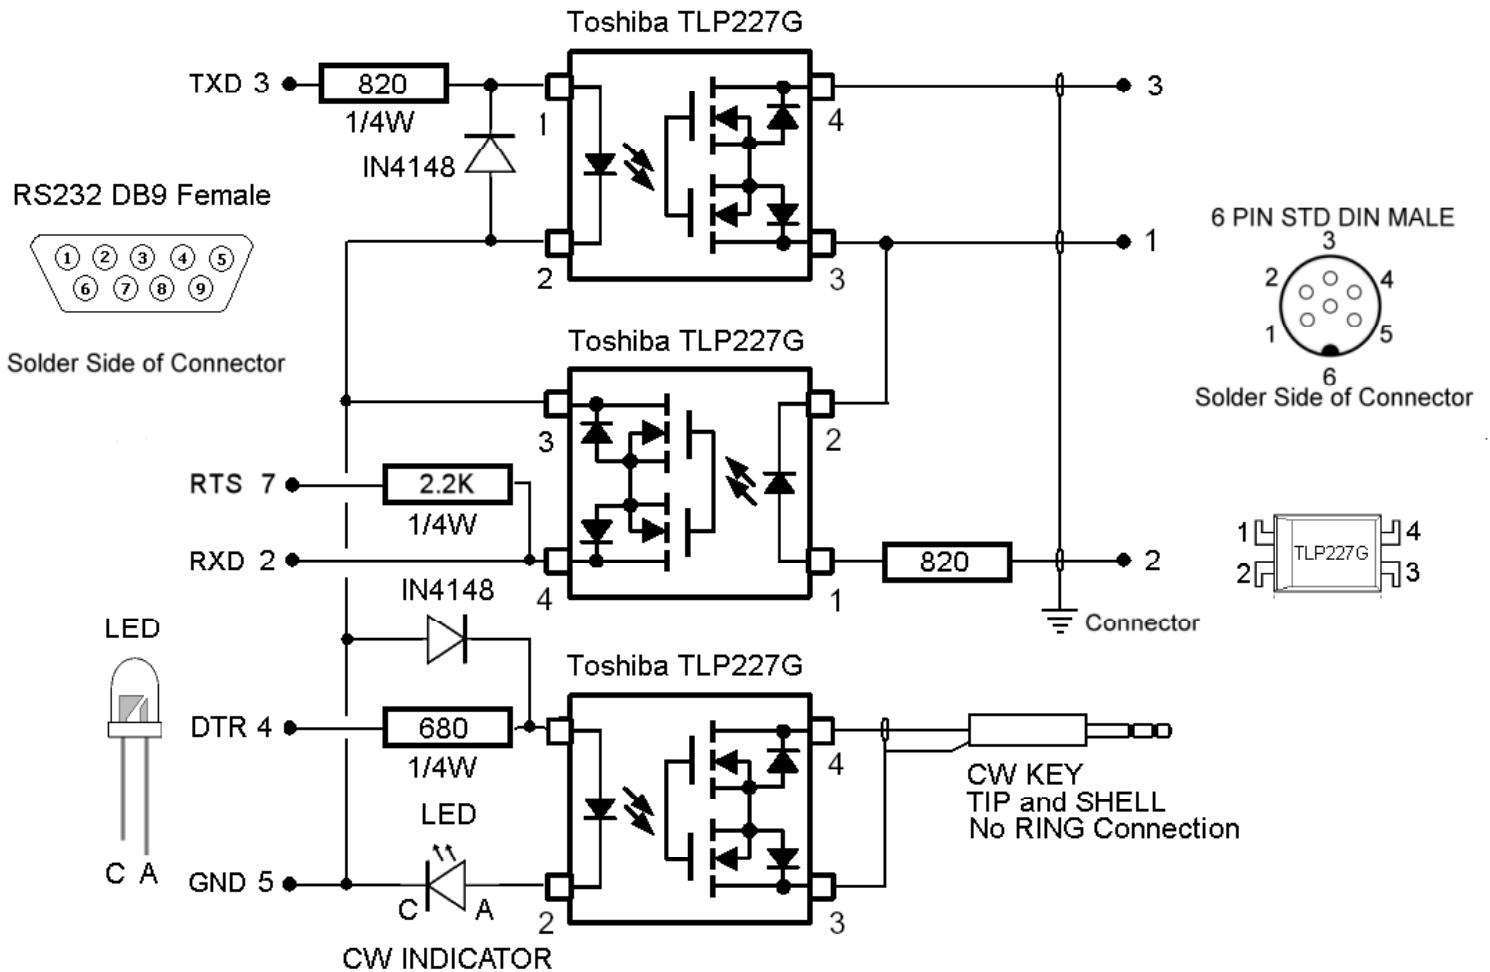 Toshiba TLP227G
TXD 3
820
1/4W
1
4
3
IN4148
RS232 DB9 Female
1 2 3 4 5
6 7 8 9
Solder Side of Connector
2
3
1
6 PIN STD DIN MALE
3
2
4
1
5
6
Solder Side of Connector
Toshiba TLP227G
3
2
RTS 7
2.2K
1/4W
RXD 2
4
1
820
2
Connector
1
4
TLP227G
2
3
IN4148
LED
C A
Toshiba TLP227G
DTR 4
680
1/4W
4
CW KEY
TIP and SHELL
No RING Connection
LED
GND 5
C
A
2
3
CW INDICATOR